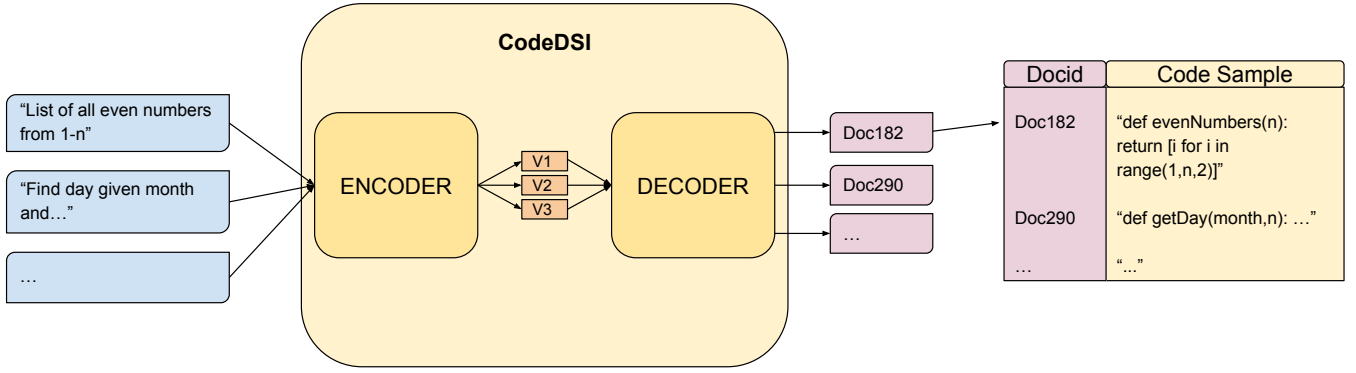 CodeDSI
“List of all even numbers
from 1-n”
“Find day given month
and…”
…
ENCODER
V1
V2
V3
DECODER
Doc182
Doc290
…
Docid
Code Sample
Doc182
“def evenNumbers(n):
return [i for i in
range(1,n,2)]”
Doc290
“def getDay(month,n): …”
…
“...”